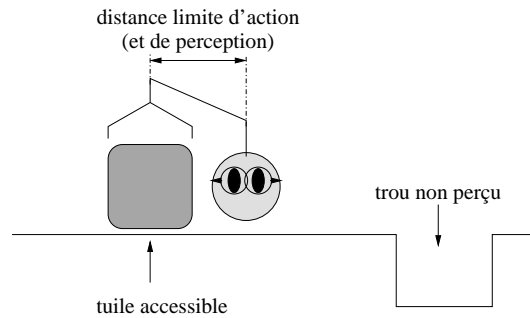 distance limite d'action
(et de perception)
trou non perçu
tuile accessible